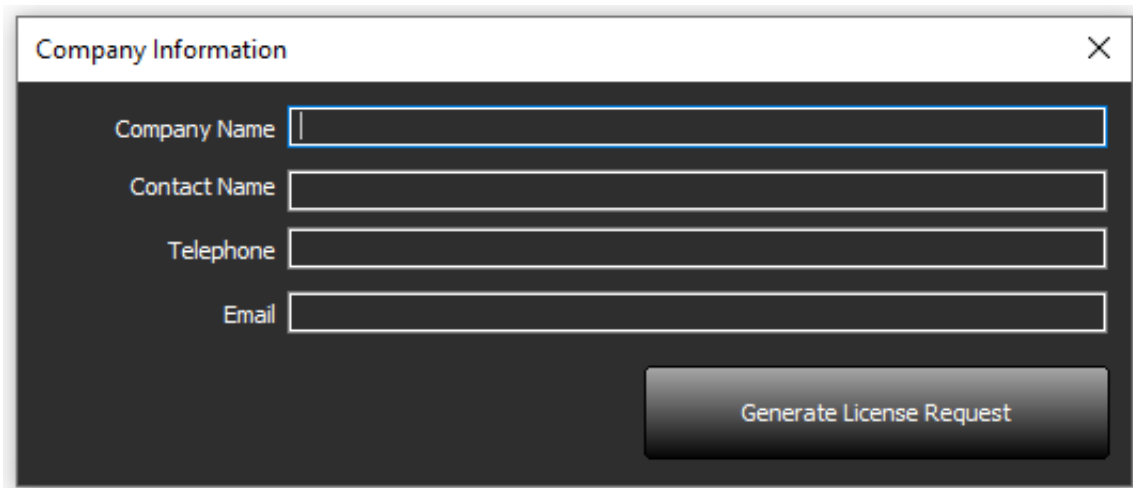 Company Information
Company Name
Contact Name
Telephone
Email
Generate License Request